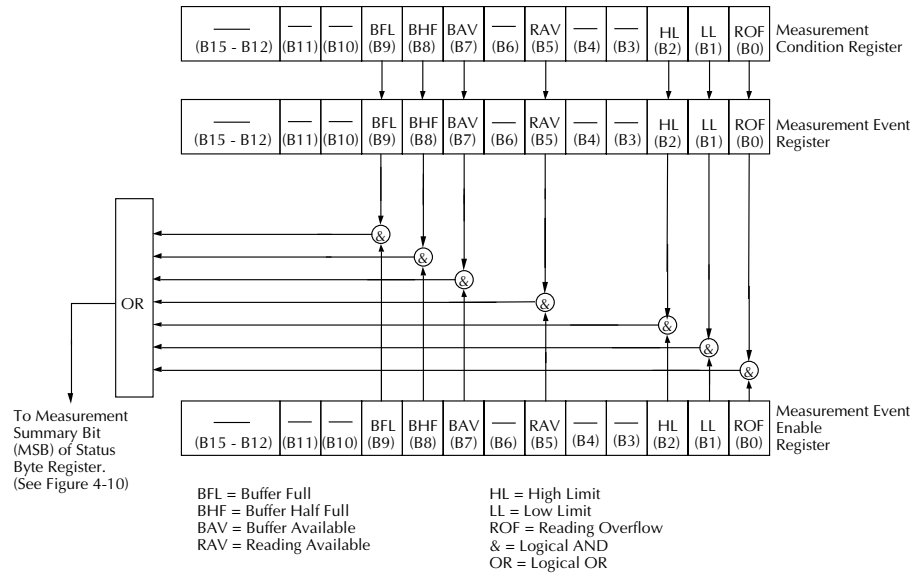 BFL BHF BAV RAV HL LL ROF
(B15 - B12) (B11) (B10) (B9) (B8) (B7) (B6) (B5) (B4) (B3) (B2) (B1) (B0)
Measurement
Condition Register
BFL BHF BAV RAV HL LL ROF
(B15 - B12) (B11) (B10) (B9) (B8) (B7) (B6) (B5) (B4) (B3) (B2) (B1) (B0)
Measurement Event
Register
&
&
&
&
&
&
&
OR
To Measurement
Summary Bit
(MSB) of Status
Byte Register.
(See Figure 4-10)
BFL BHF BAV RAV HL LL ROF
(B15 - B12) (B11) (B10) (B9) (B8) (B7) (B6) (B5) (B4) (B3) (B2) (B1) (B0)
Measurement Event
Enable
Register
BFL = Buffer Full
BHF = Buffer Half Full
BAV = Buffer Available
RAV = Reading Available
HL = High Limit
LL = Low Limit
ROF = Reading Overflow
& = Logical AND
OR = Logical OR